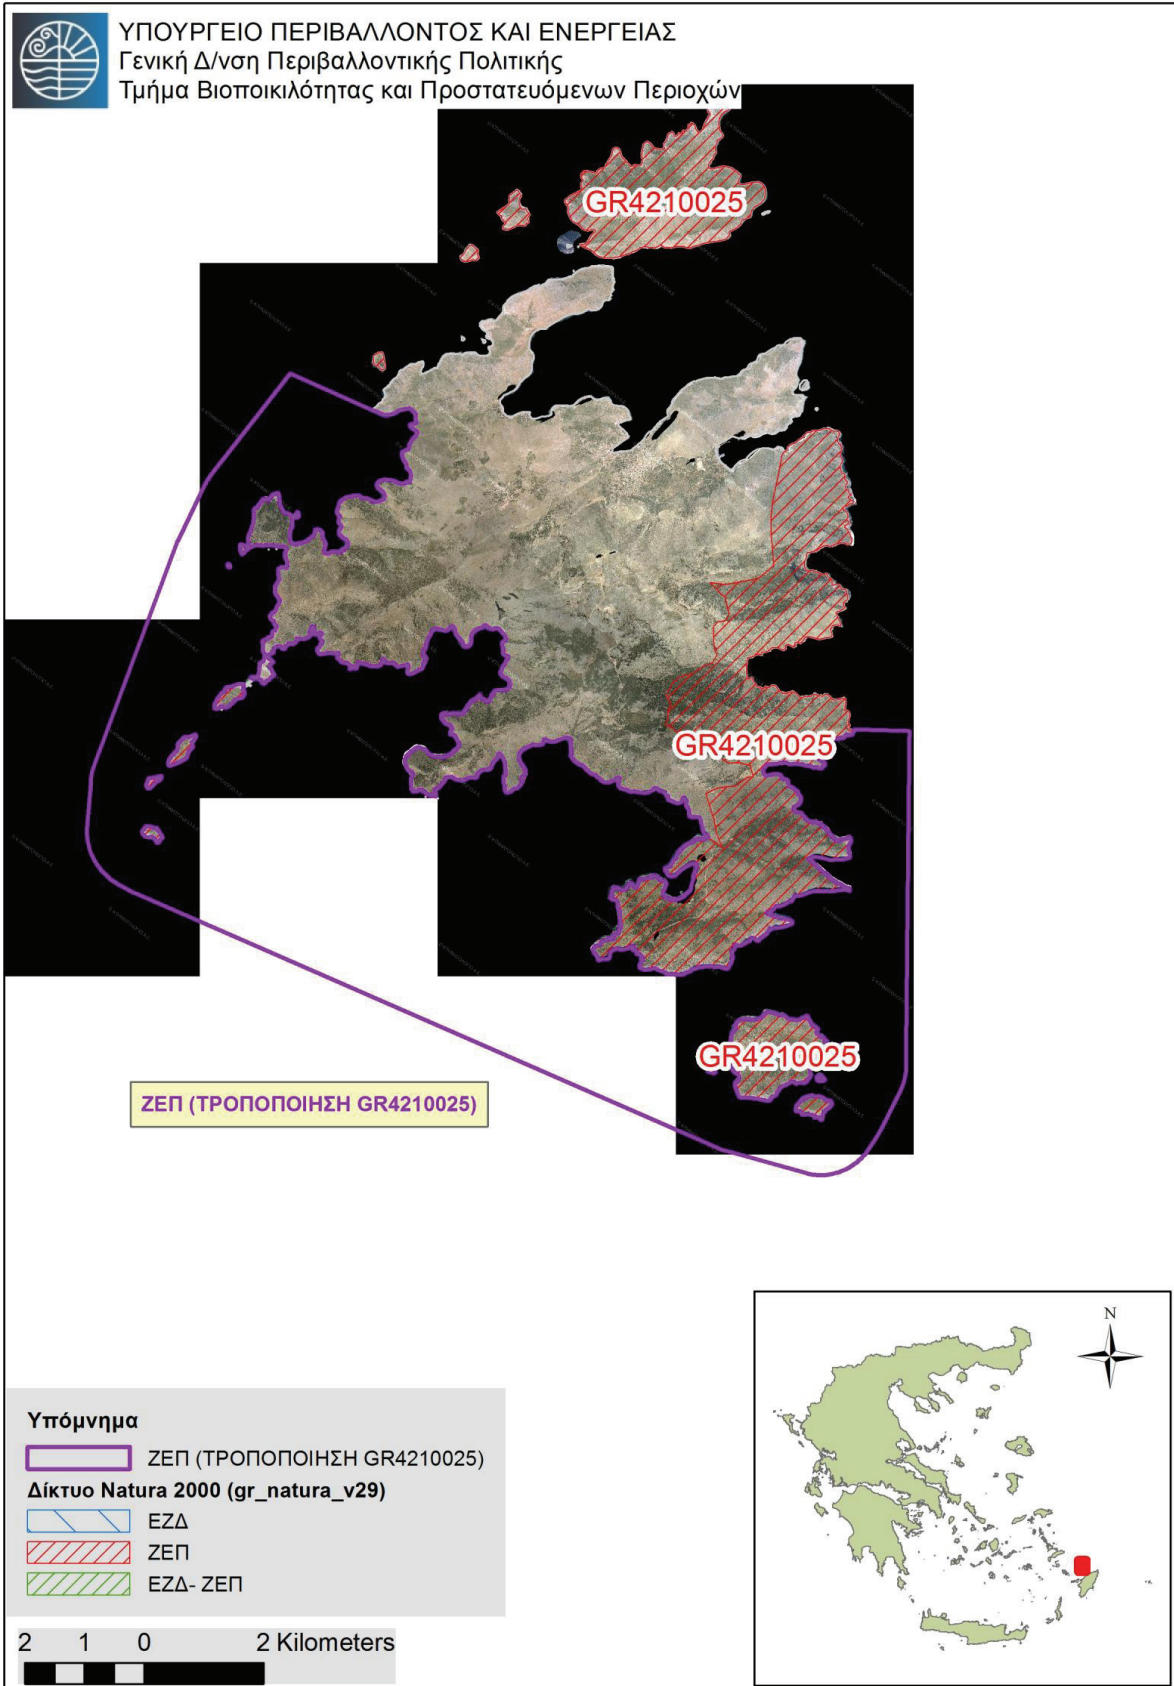 ΥΠΟΥΡΓΕΙΟ ΠΕΡΙΒΑΛΛΟΝΤΟΣ ΚΑΙ ΕΝΕΡΓΕΙΑΣ
Γενική Δ/νση Περιβαλλοντικής Πολιτικής
Τμήμα Βιοποικιλότητας και Προστατευόμενων Περιοχών
GR4210025
GR4210025
GR4210025
ΖΕΠ (ΤΡΟΠΟΠΟΙΗΣΗ GR4210025)
N
Υπόμνημα
ΖΕΠ (ΤΡΟΠΟΠΟΙΗΣΗ GR4210025)
Δίκτυο Natura 2000 (gr_natura_v29)
ΕΖΔ
ΖΕΠ
ΕΖΔ- ΖΕΠ
2 1 0 2 Kilometers